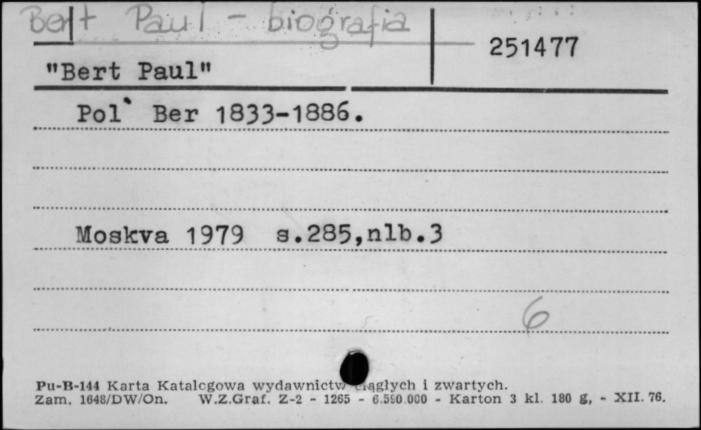 Bert Paul - biografia
251477
"Bert Paul"
Pol` Ber 1833-1886.
Moskva 1979 s.285,nlb.3
6
Pu-B-144 Karta Katalogowa wydawnictw ciągłych i zwartych.
Zam. 1648/DW/On. W.Z.Graf. Z-2 - 1265 - 6.500.000 - Karton 3 kl. 180 g, - XII. 76.